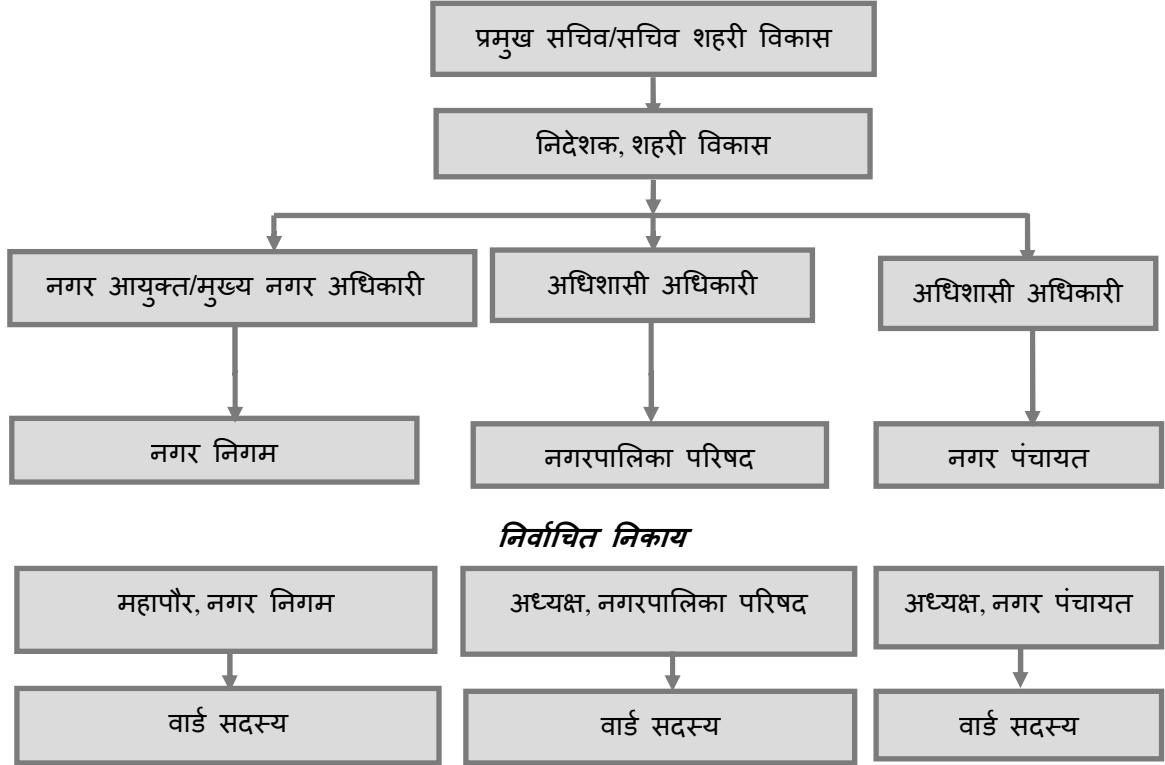 प्रमुख सचिव/सचिव शहरी विकास
निदेशक, शहरी विकास
नगर आयुक्त/मुख्य नगर अधिकारी
अधिशासी अधिकारी
अधिशासी अधिकारी
नगर निगम
नगरपालिका परिषद
नगर पंचायत
निर्वाचित निकाय
महापौर, नगर निगम
अध्यक्ष, नगरपालिका परिषद
अध्यक्ष, नगर पंचायत
वार्ड सदस्य
वार्ड सदस्य
वार्ड सदस्य